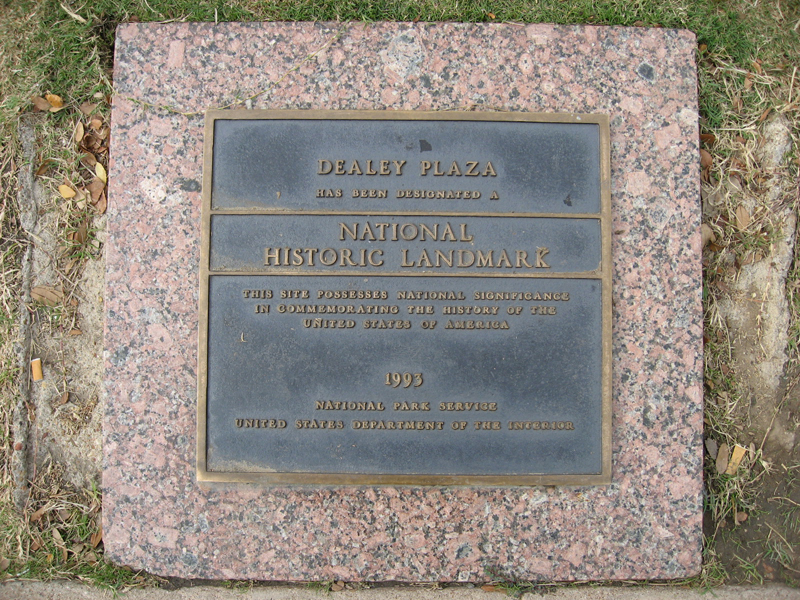 DEALEY PLAZA
HAS BEEN DESIGNATED A
NATIONAL
HISTORIC LANDMARK
THIS SITE POSSESSES NATIONAL SIGNIFICANCE
IN COMMEMORATING THE HISTORY OF THE
UNITED STATES OF AMERICA
1993
NATIONAL PARK SERVICE
UNITED STATES DEPARTMENT OF THE INTERIOR